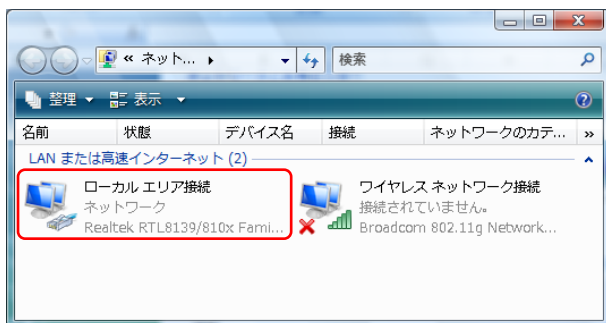 « ネット...
検索
整理 表示
名前 状態 デバイス名 接続 ネットワークのカテ... »
LAN または高速インターネット (2)
ローカル エリア接続
ネットワーク
Realtek RTL8139/810x Fami...
ワイヤレス ネットワーク接続
接続されていません。
Broadcom 802.11g Network...